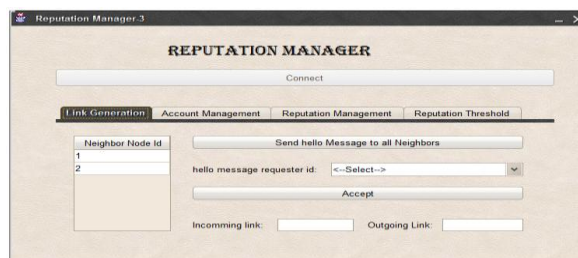 Reputation Manager-3
REPUTATION MANAGER
Connect
Link Generation Account Management Reputation Management Reputation Threshold
Neighbor Node Id
1
2
Send hello Message to all Neighbors
hello message requester id: <--Select-->
Accept
Incomming link: Outgoing Link: